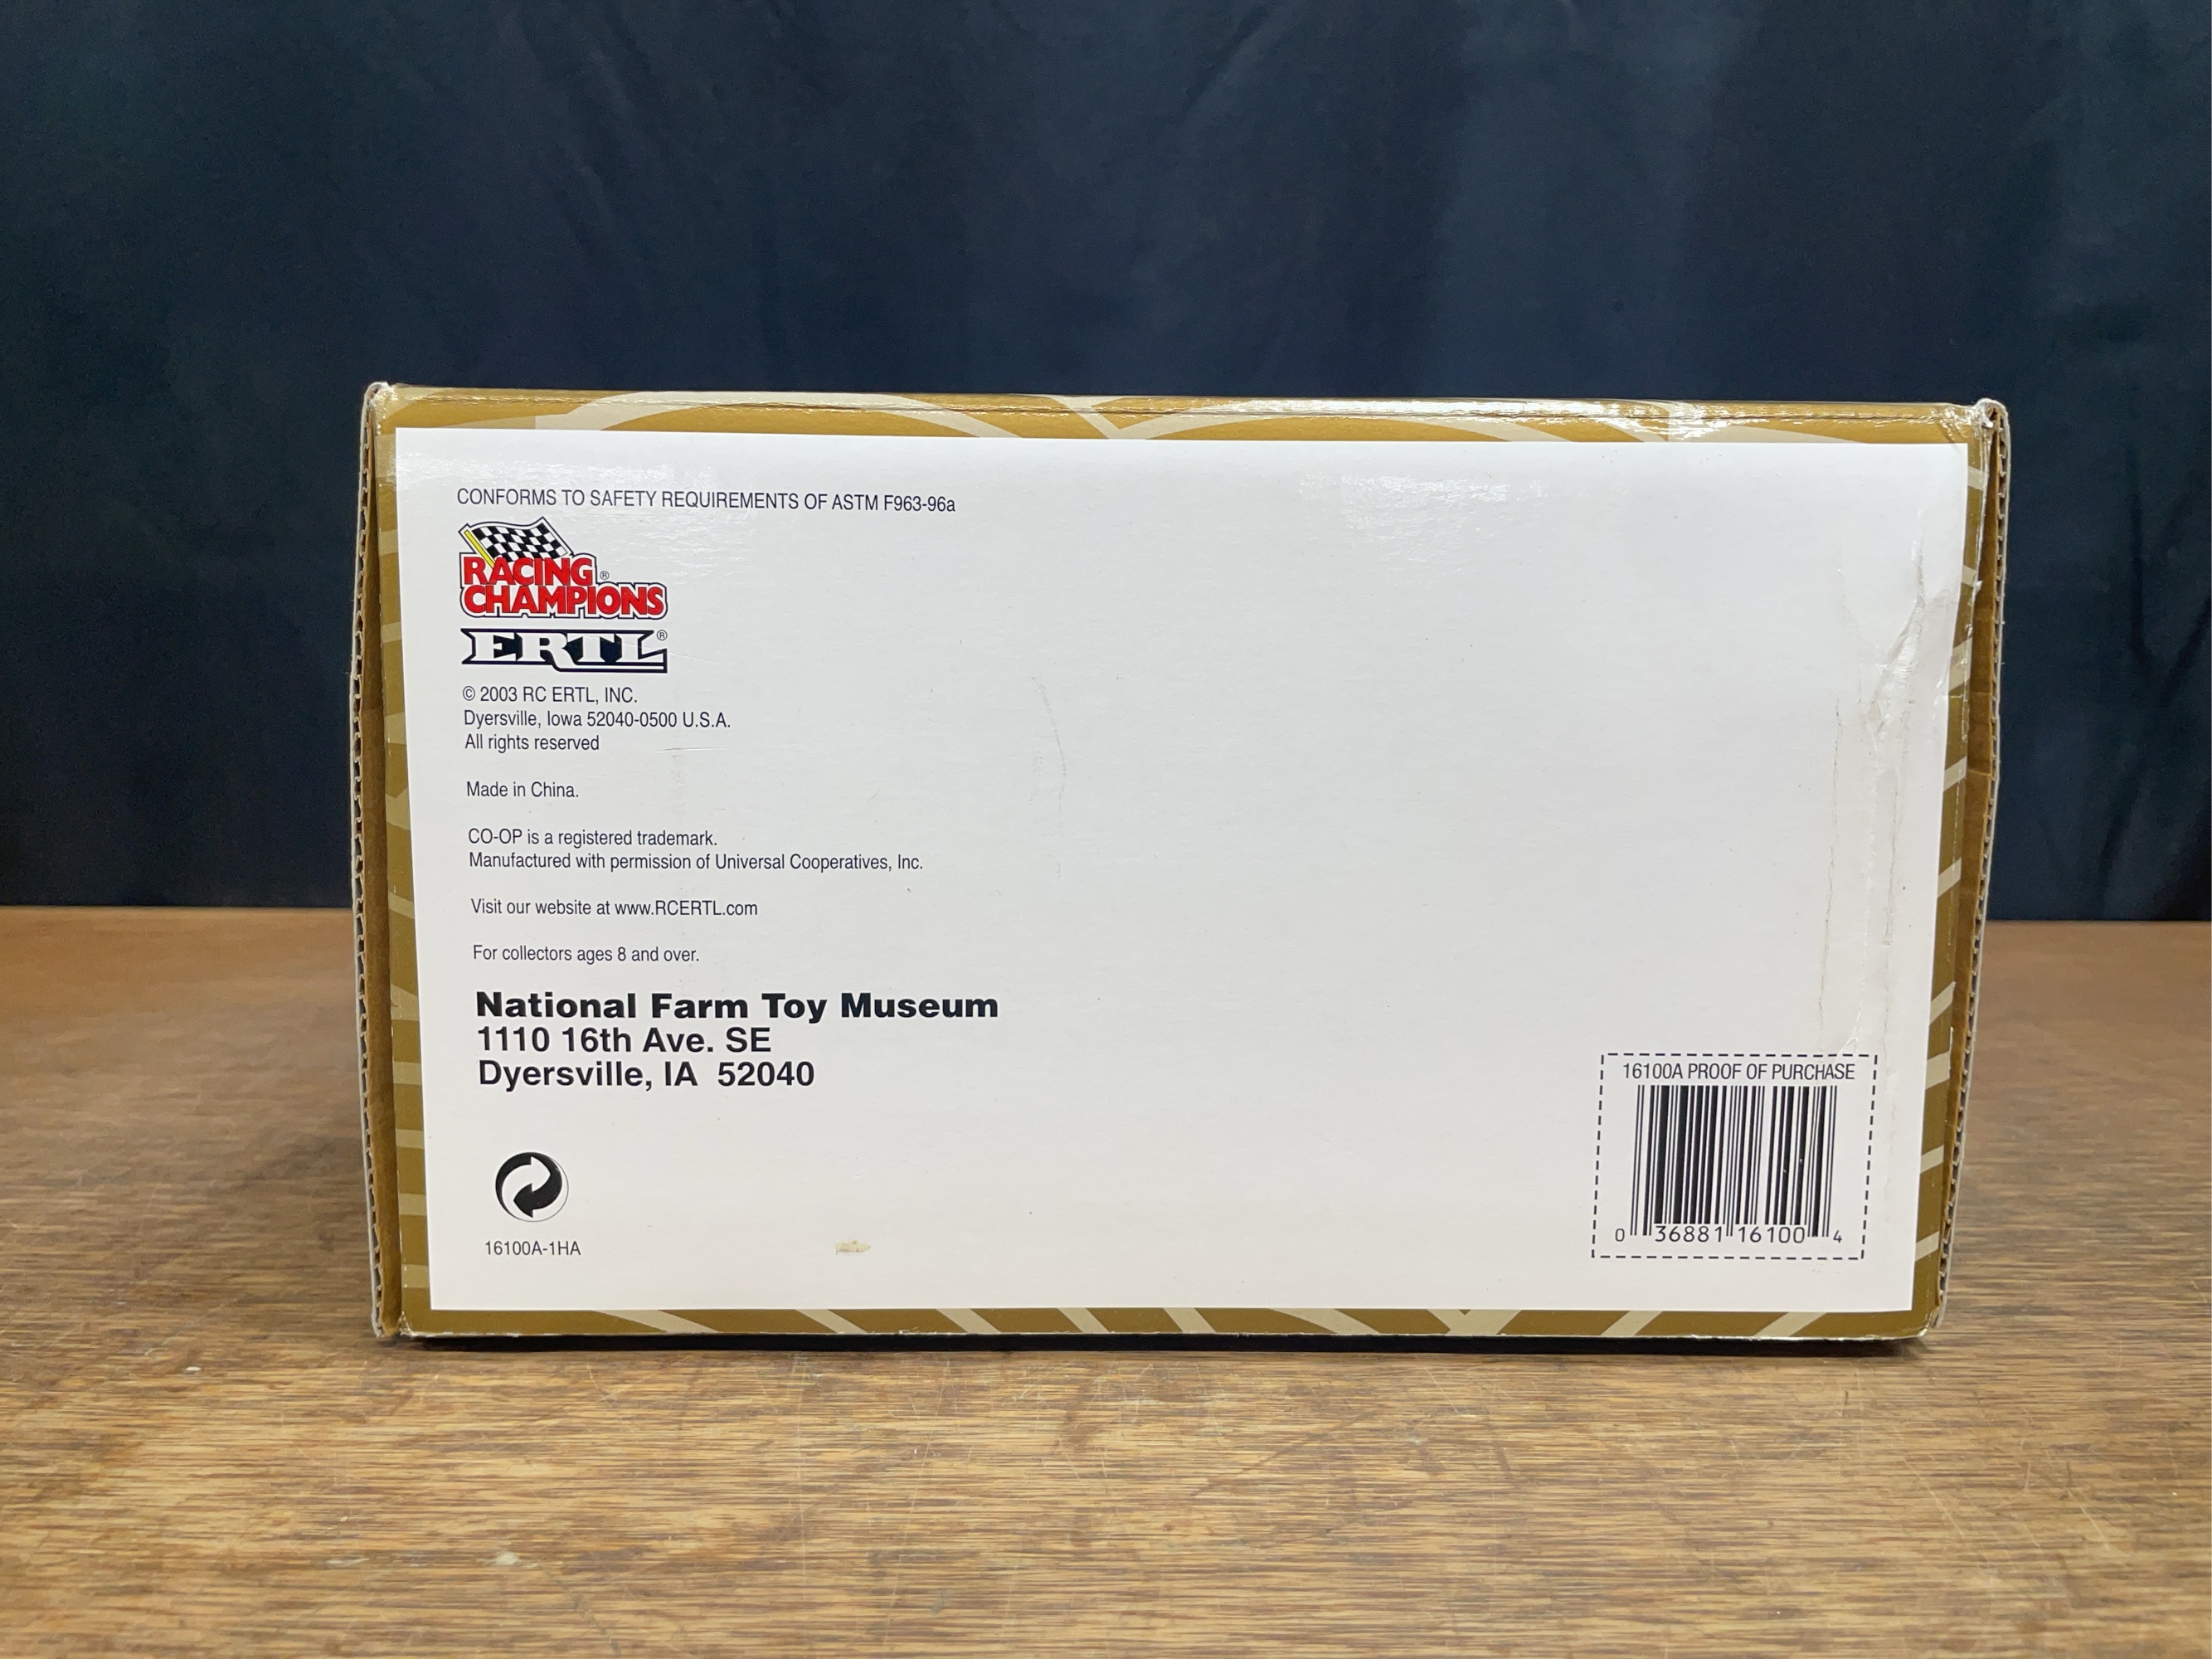 CONFORMS TO SAFETY REQUIREMENTS OF ASTM F963-96a
RACING®
CHAMPIONS
ERTL®
© 2003 RC ERTL, INC.
Dyersville, Iowa 52040-0500 U.S.A.
All rights reserved
Made in China.
CO-OP is a registered trademark.
Manufactured with permission of Universal Cooperatives, Inc.
Visit our website at www.RCERTL.com
For collectors ages 8 and over.
National Farm Toy Museum
1110 16th Ave. SE
Dyersville, IA 52040
16100A-1HA
16100A PROOF OF PURCHASE
0 36881 16100 4